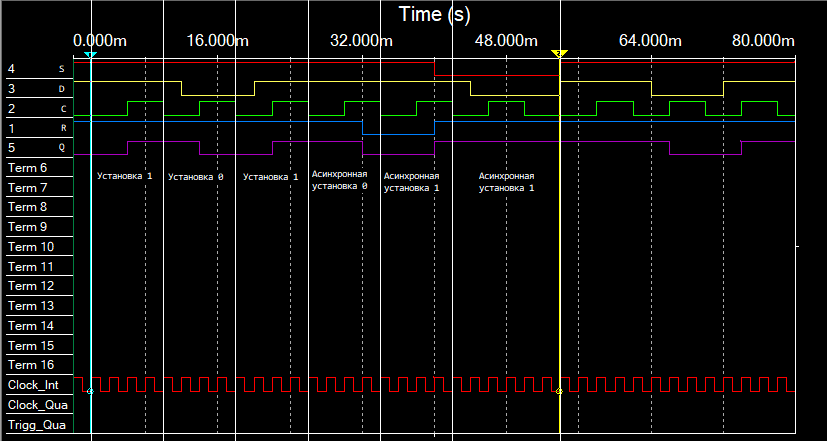 Time (s)
0.000m 16.000m 32.000m 48.000m 64.000m 80.000m
4 S
3 D
2 C
1 R
5 Q
Term 6
Установка 1 Установка 0 Установка 1 Асинхронная установка 0 Асинхронная установка 1 Асинхронная установка 1
Term 7
Term 8
Term 9
Term 10
Term 11
Term 12
Term 13
Term 14
Term 15
Term 16
Clock_Int
Clock_Qua
Trigg_Qua